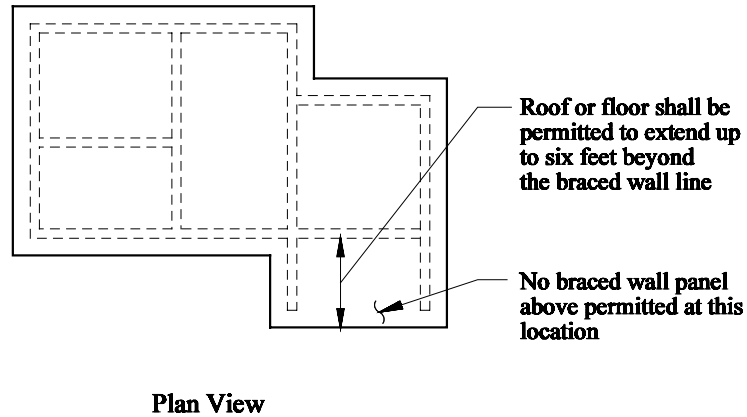 Roof or floor shall be
permitted to extend up
to six feet beyond
the braced wall line
No braced wall panel
above permitted at this
location
Plan View